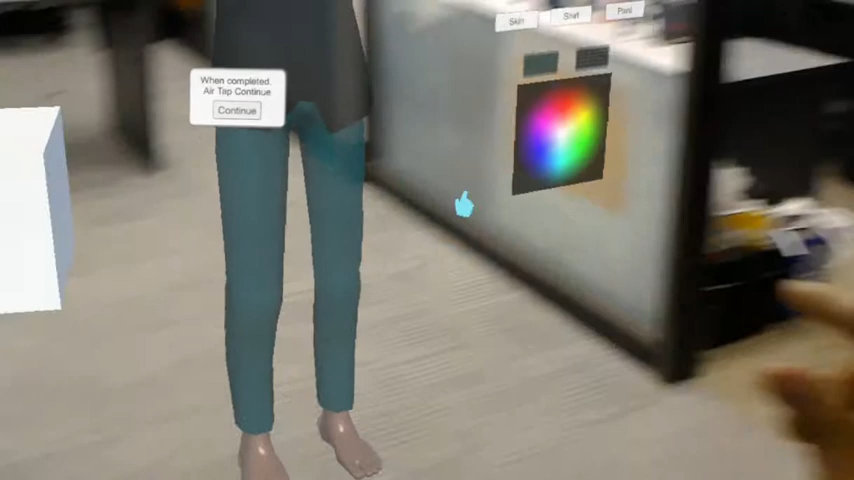 Skin
Shirt
Pant
When completed.
Air Tap Continue
Continue